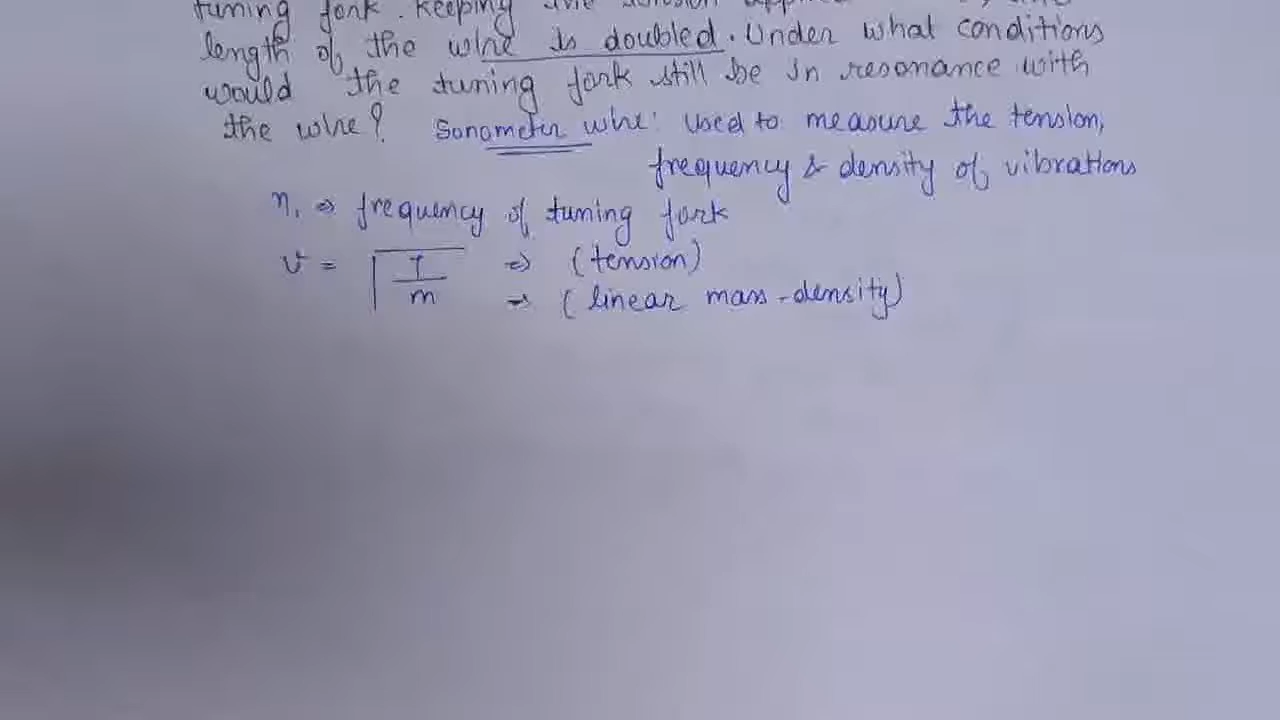 tuning fork. Keeping the tension
length of the wire is doubled. Under what conditions
would the tuning fork still be in resonance with
the wire? Sonometer wire: Used to measure the tension,
frequency & density of vibrations
n₁ ⇒ frequency of tuning fork
v = √T/m ⇒ (tension)
→ (linear mass-density)